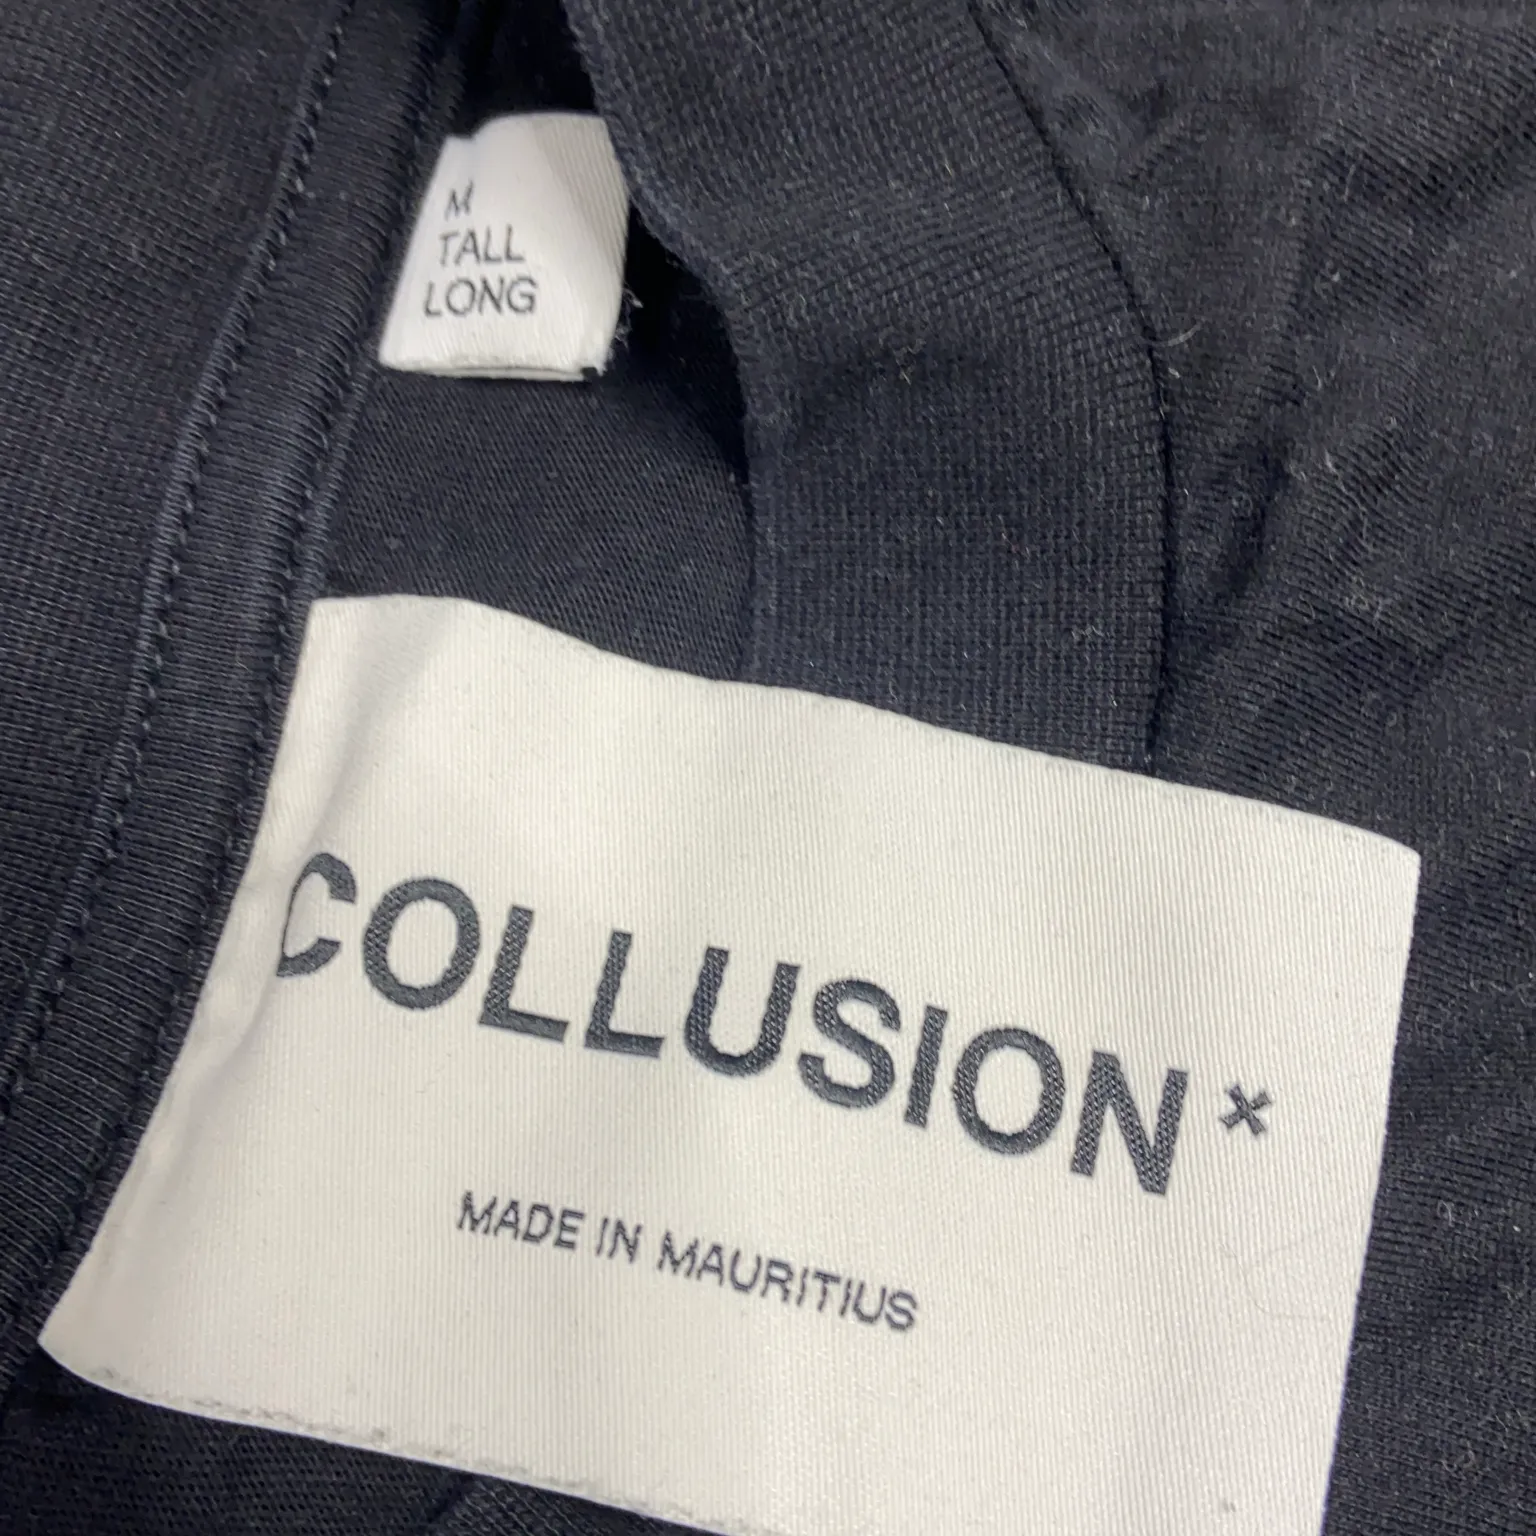 M
TALL
LONG
COLLUSION ×
MADE IN MAURITIUS